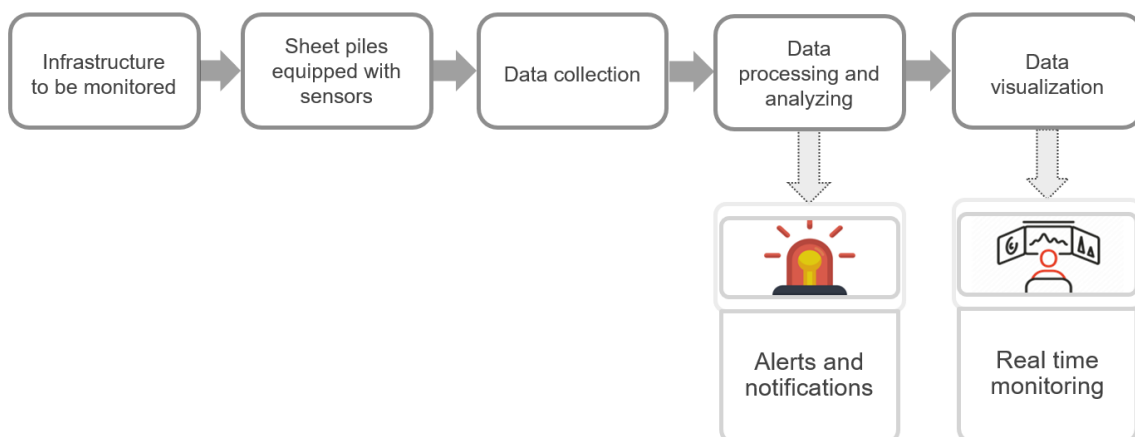 Infrastructure
to be monitored
Sheet piles
equipped with
sensors
Data collection
Data
processing and
analyzing
Data
visualization
Alerts and
notifications
Real time
monitoring